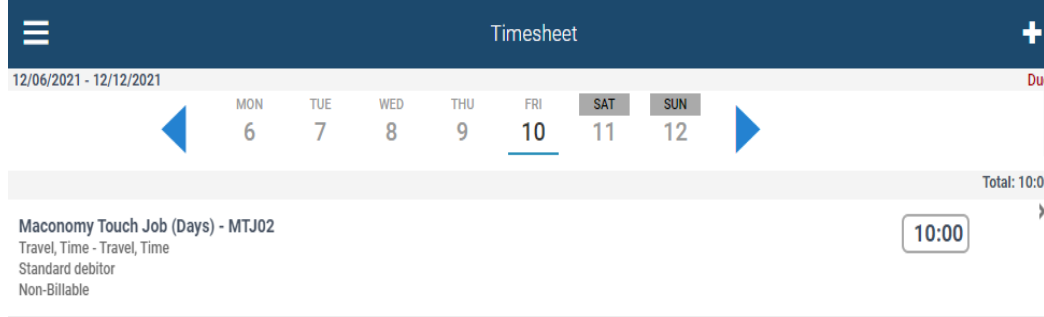 Timesheet
12/06/2021 - 12/12/2021
MON TUE WED THU FRI SAT SUN
6 7 8 9 10 11 12
Total: 10:0
Maconomy Touch Job (Days) - MTJ02
10:00
Travel, Time - Travel, Time
Standard debitor
Non-Billable